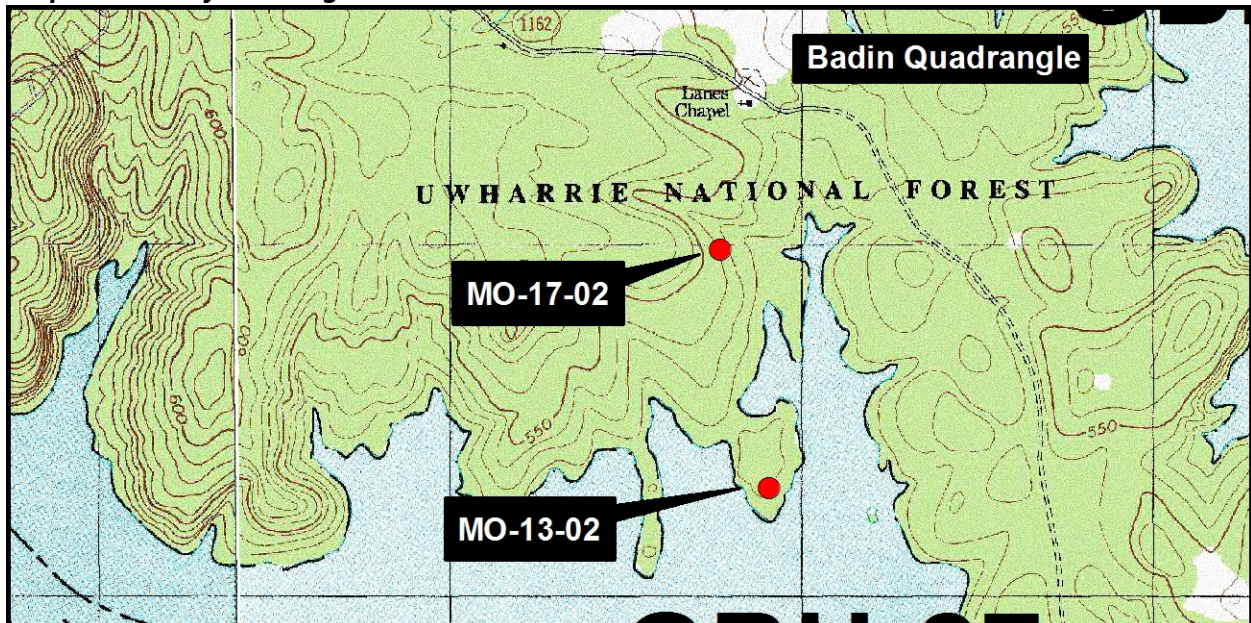 1162
550
Badin Quadrangle
Lanes
Chapel
600
UWHARRIE NATIONAL FOREST
MO-17-02
600
600
550
550
MO-13-02